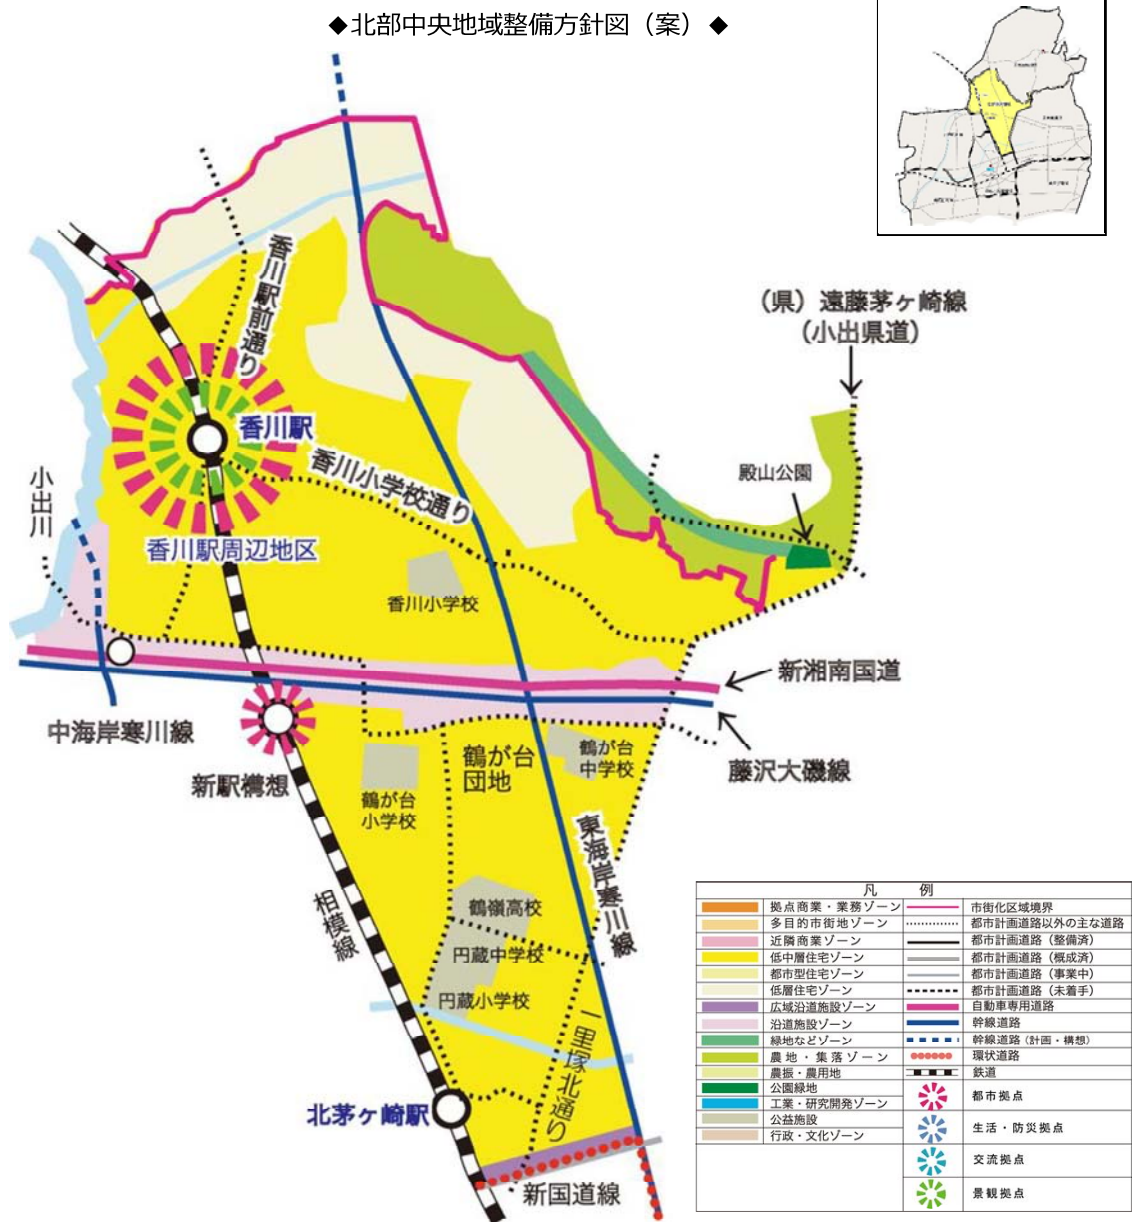 ◆北部中央地域整備方針図（案）◆
（県）遠藤茅ヶ崎線
（小出県道）
香川駅前通り
香川駅
香川小学校通り
殿山公園
小出川
香川駅周辺地区
香川小学校
新湘南国道
中海岸寒川線
藤沢大磯線
鶴が台
団地
鶴が台
中学校
新駅構想
鶴が台
小学校
東海岸寒川線
相模線
鶴嶺高校
円蔵中学校
円蔵小学校
一里塚北通り
北茅ヶ崎駅
新国道線
凡　例
拠点商業・業務ゾーン
多目的市街地ゾーン
近隣商業ゾーン
低中層住宅ゾーン
都市型住宅ゾーン
低層住宅ゾーン
広域沿道施設ゾーン
沿道施設ゾーン
緑地などゾーン
農地・集落ゾーン
農振・農用地
公園緑地
工業・研究開発ゾーン
公益施設
行政・文化ゾーン
市街化区域境界
都市計画道路以外の主な道路
都市計画道路（整備済）
都市計画道路（概成済）
都市計画道路（事業中）
都市計画道路（未着手）
自動車専用道路
幹線道路
幹線道路（計画・構想）
環状道路
鉄道
都市拠点
生活・防災拠点
交流拠点
景観拠点